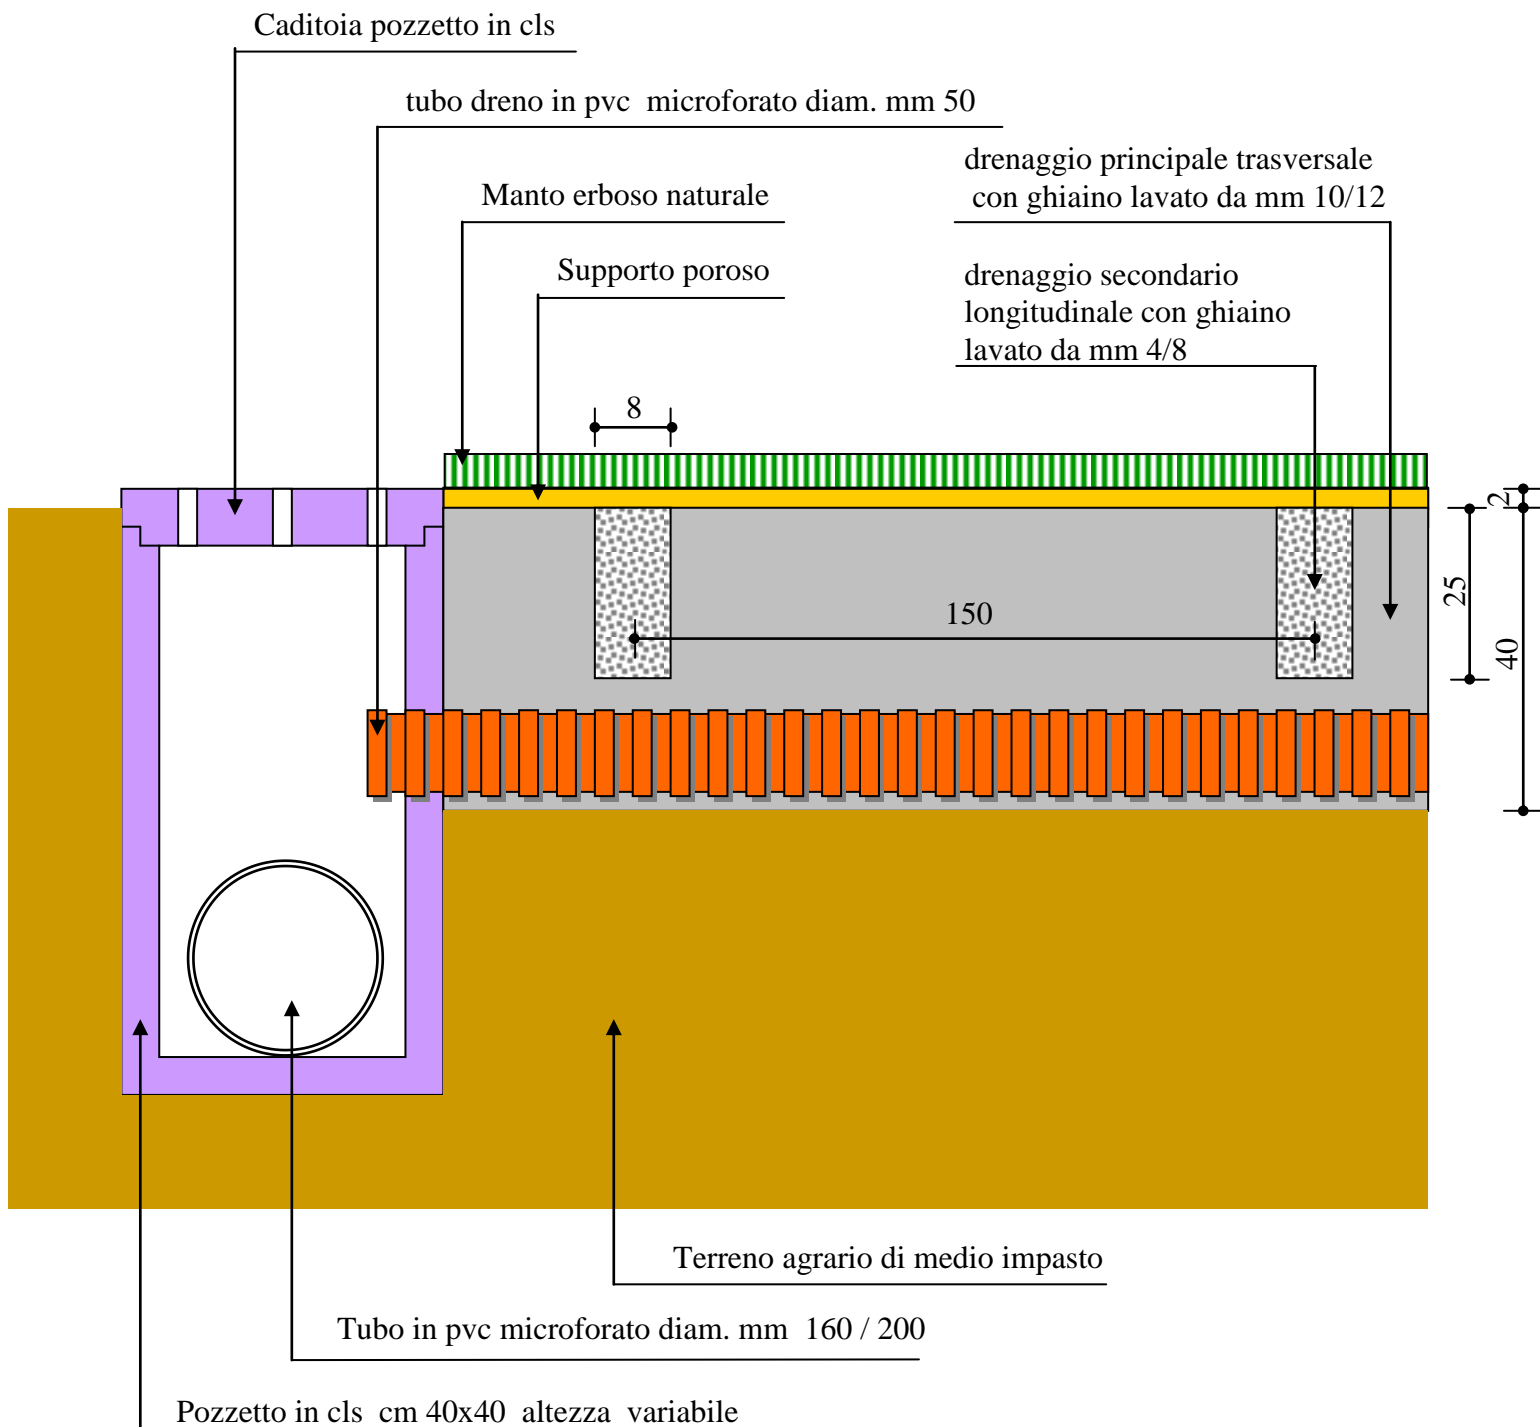 Caditoia pozzetto in cls
tubo dreno in pvc microforato diam. mm 50
drenaggio principale trasversale
con ghiaino lavato da mm 10/12
Manto erboso naturale
Supporto poroso
drenaggio secondario
longitudinale con ghiaino
lavato da mm 4/8
8
2
25
150
40
Terreno agrario di medio impasto
Tubo in pvc microforato diam. mm 160 / 200
Pozzetto in cls cm 40x40 altezza variabile